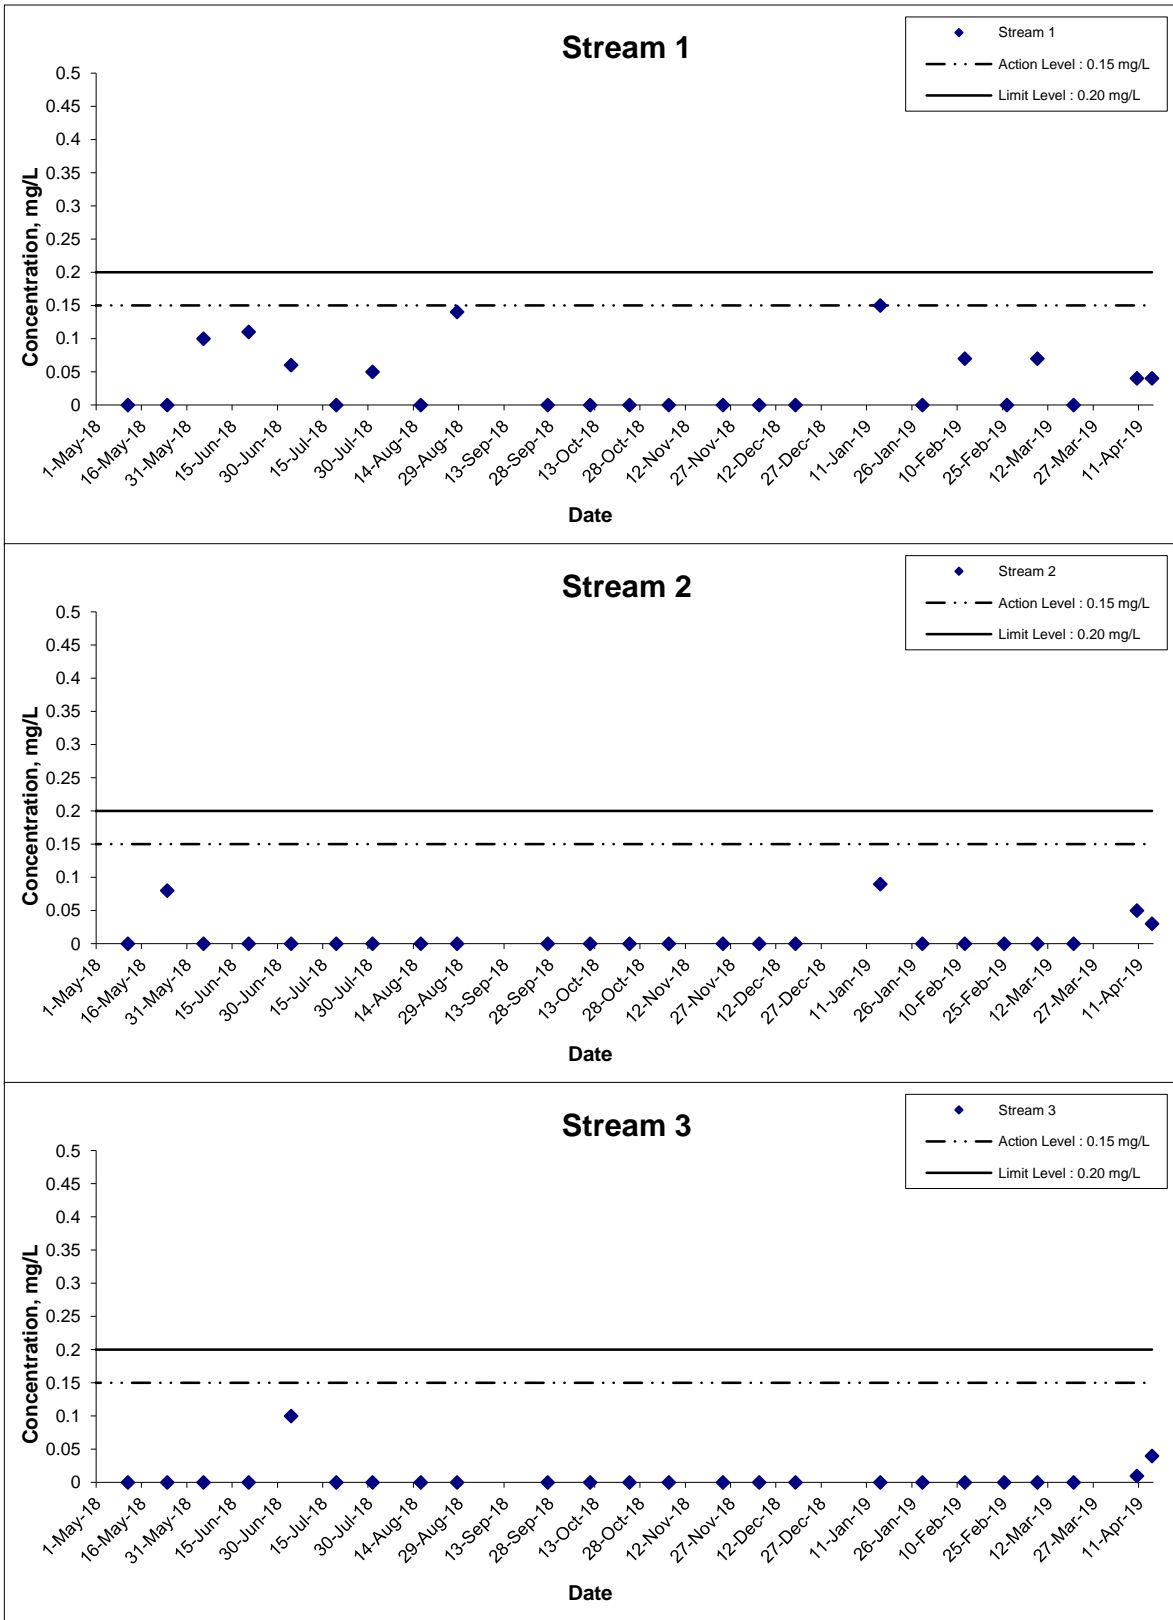 Stream 1
Stream 1
Action Level : 0.15 mg/L
Limit Level : 0.20 mg/L
Concentration, mg/L
0.5
0.45
0.4
0.35
0.3
0.25
0.2
0.15
0.1
0.05
0
1-May-18
16-May-18
31-May-18
15-Jun-18
30-Jun-18
15-Jul-18
30-Jul-18
14-Aug-18
29-Aug-18
13-Sep-18
28-Sep-18
13-Oct-18
28-Oct-18
12-Nov-18
27-Nov-18
12-Dec-18
27-Dec-18
11-Jan-19
26-Jan-19
10-Feb-19
25-Feb-19
12-Mar-19
27-Mar-19
11-Apr-19
Date
Stream 2
Stream 2
Action Level : 0.15 mg/L
Limit Level : 0.20 mg/L
Concentration, mg/L
0.5
0.45
0.4
0.35
0.3
0.25
0.2
0.15
0.1
0.05
0
1-May-18
16-May-18
31-May-18
15-Jun-18
30-Jun-18
15-Jul-18
30-Jul-18
14-Aug-18
29-Aug-18
13-Sep-18
28-Sep-18
13-Oct-18
28-Oct-18
12-Nov-18
27-Nov-18
12-Dec-18
27-Dec-18
11-Jan-19
26-Jan-19
10-Feb-19
25-Feb-19
12-Mar-19
27-Mar-19
11-Apr-19
Date
Stream 3
Stream 3
Action Level : 0.15 mg/L
Limit Level : 0.20 mg/L
Concentration, mg/L
0.5
0.45
0.4
0.35
0.3
0.25
0.2
0.15
0.1
0.05
0
1-May-18
16-May-18
31-May-18
15-Jun-18
30-Jun-18
15-Jul-18
30-Jul-18
14-Aug-18
29-Aug-18
13-Sep-18
28-Sep-18
13-Oct-18
28-Oct-18
12-Nov-18
27-Nov-18
12-Dec-18
27-Dec-18
11-Jan-19
26-Jan-19
10-Feb-19
25-Feb-19
12-Mar-19
27-Mar-19
11-Apr-19
Date